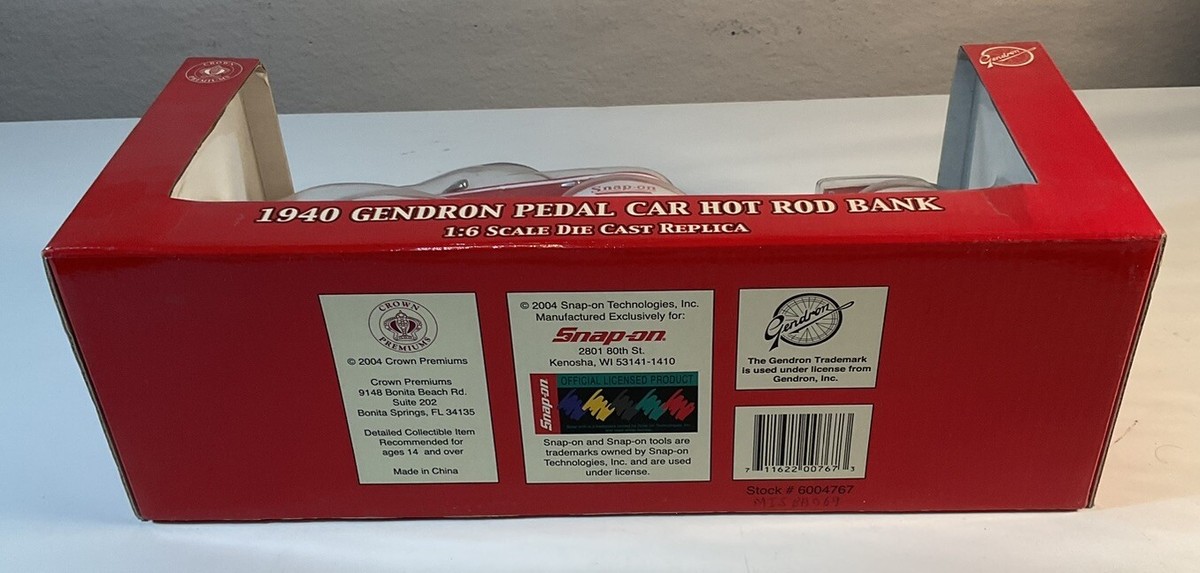 CROWN
PREMIUMS
Gendron
Snap-on
1940 GENDRON PEDAL CAR HOT ROD BANK
1:6 SCALE DIE CAST REPLICA
CROWN
PREMIUMS
© 2004 Crown Premiums
Crown Premiums
9148 Bonita Beach Rd.
Suite 202
Bonita Springs, FL 34135
Detailed Collectible Item
Recommended for
ages 14 and over
Made in China
© 2004 Snap-on Technologies, Inc.
Manufactured Exclusively for:
Snap-on.
2801 80th St.
Kenosha, WI 53141-1410
Snap-on
OFFICIAL LICENSED PRODUCT
Snap-on and Snap-on tools are
trademarks owned by Snap-on
Technologies, Inc. and are used
under license.
Gendron
The Gendron Trademark
is used under license from
Gendron, Inc.
7 11622 00767 3
Stock # 6004767